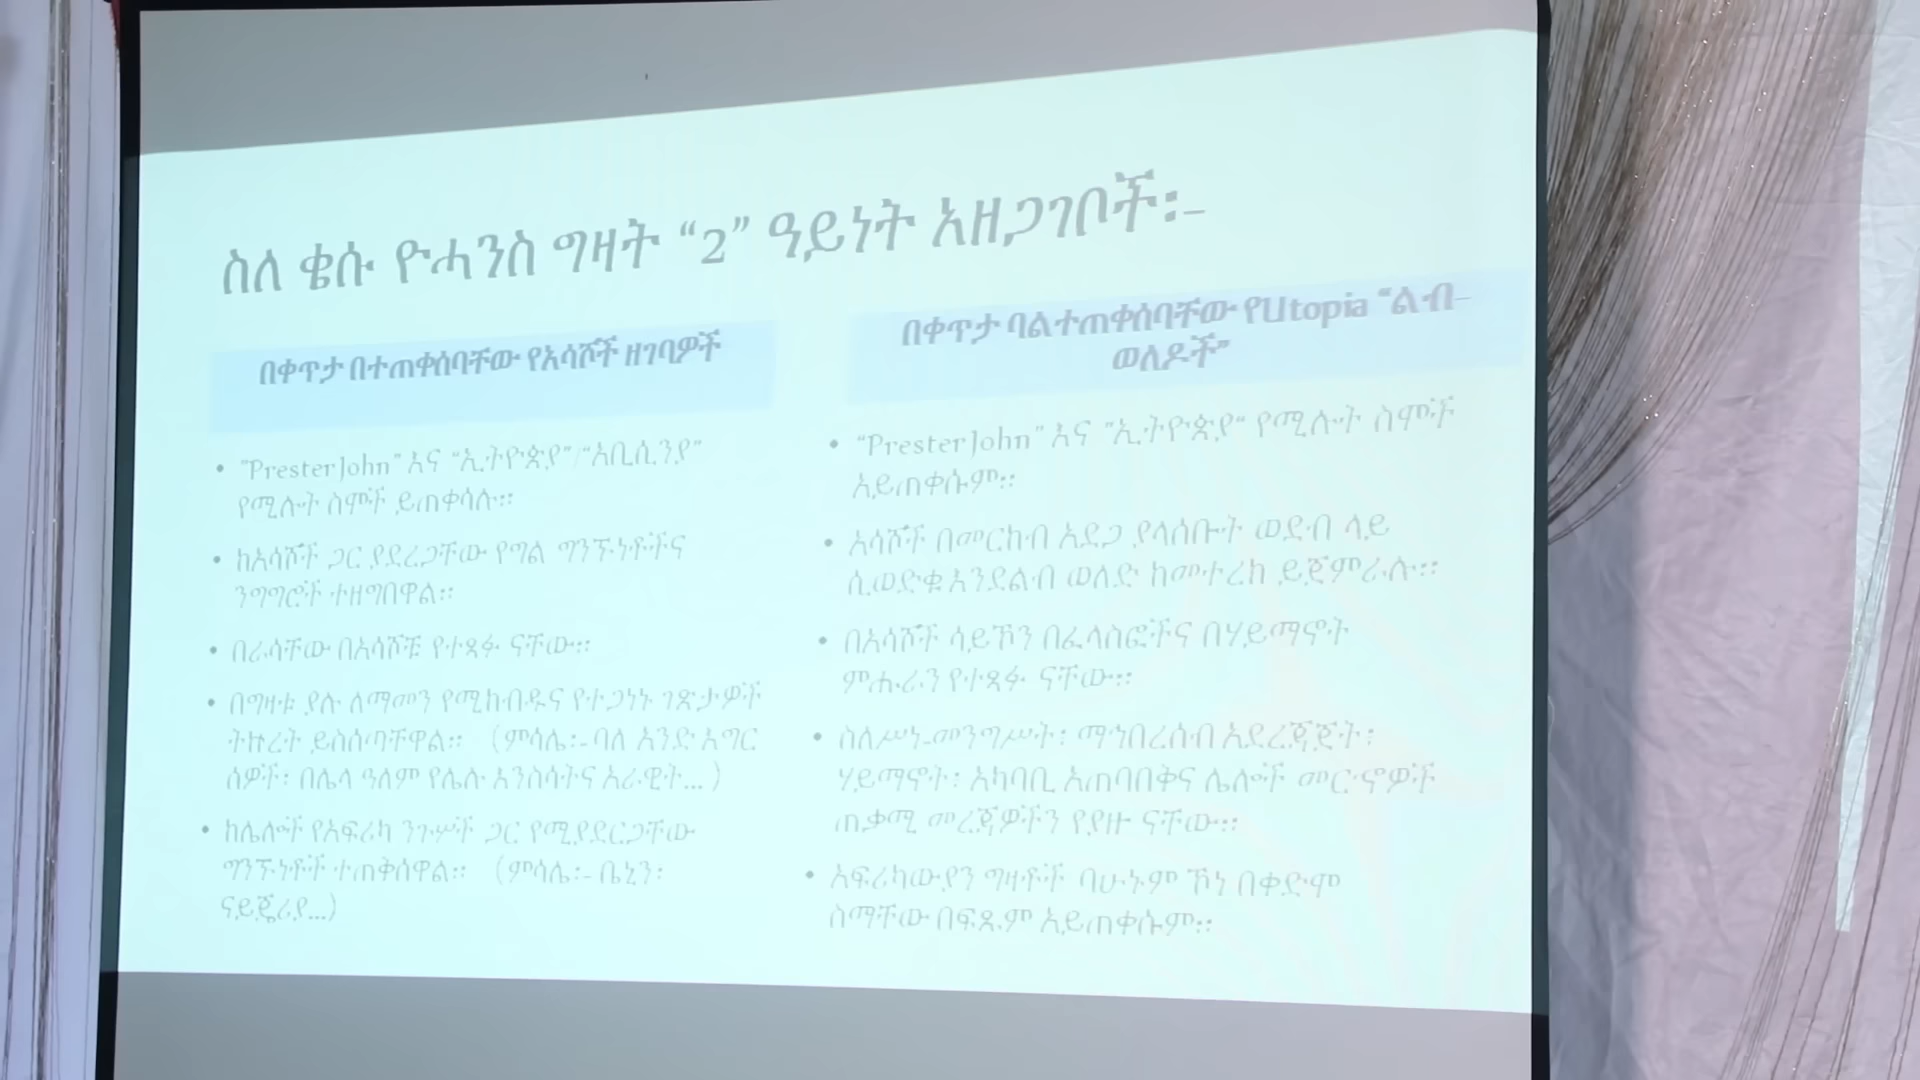 ስለ ቄሱ ዮሓንስ ግዛት “2” ዓይነት አዘጋገቦች፡-
በቀጥታ በተጠቀሰባቸው የአሳሾች ዘገባዎች
• “Prester John” እና “ኢትዮጵያ”/“አቢሲንያ”
የሚሉት ስሞች ይጠቀሳሉ።
• ከአሳሾች ጋር ያደረጋቸው የግል ግንኙነቶችና
ንግግሮች ተዘግበዋል።
• በራሳቸው በአሳሾቹ የተጻፉ ናቸው።
• በግዛቱ ያሉ ለማመን የሚከብዱና የተጋነኑ ገጽታዎች
ትኩረት ይስሰጣቸዋል። (ምሳሌ፡- ባለ አንድ እግር
ሰዎች፣ በሌላ ዓለም የሌሉ እንስሳትና አራዊት...)
• ከሌሎች የአፍሪካ ንጉሦች ጋር የሚያደርጋቸው
ግንኙነቶች ተጠቅሰዋል። (ምሳሌ፡- ቤኒን፣
ናይጄሪያ...)
በቀጥታ ባልተጠቀሰባቸው የUtopia “ልብ-
ወለዶች”
• “Prester John” እና “ኢትዮጵያ” የሚሉት ስሞች
አይጠቀሱም።
• አሳሾች በመርከብ አደጋ ያላሰቡት ወደብ ላይ
ሲወድቁ እንደልብ ወለድ ከመተረክ ይጀምራሉ።
• በአሳሾች ሳይኾን በፈላስፎችና በሃይማኖት
ምሑራን የተጻፉ ናቸው።
• ስለሥነ-መንግሥት፣ ማኅበረሰብ አደረጃጀት፣
ሃይማኖት፣ አካባቢ አጠባበቅና ሌሎች መርኆዎች
ጠቃሚ መረጃዎችን የያዙ ናቸው።
• አፍሪካውያን ግዛቶች ባሁኑም ኾነ በቀድሞ
ስማቸው በፍጹም አይጠቀሱም።